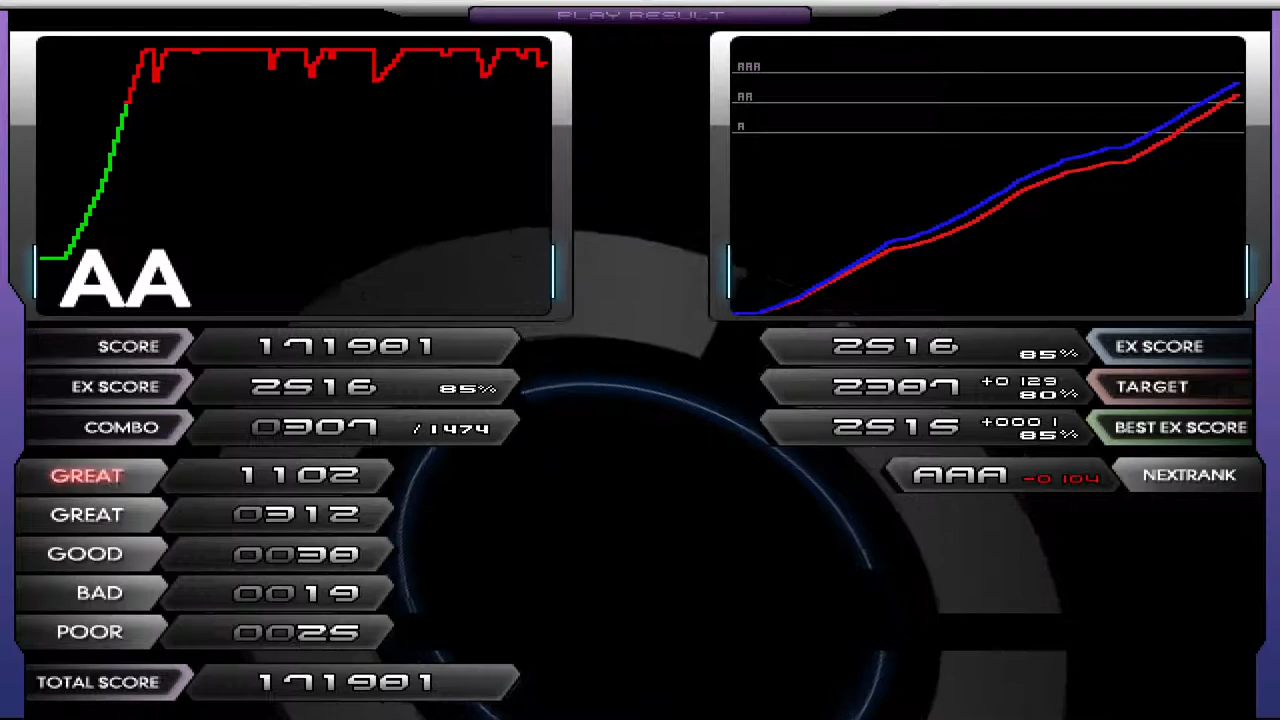 PLAY RESULT
AAA
AA
A
AA
SCORE 171981
EX SCORE 2516 85%
COMBO 0307 /1474
2516 85% EX SCORE
2387 +0129 80% TARGET
2515 +0001 85% BEST EX SCORE
GREAT 1102
AAA -0104 NEXTRANK
GREAT 0312
GOOD 0038
BAD 0019
POOR 0025
TOTAL SCORE 171981